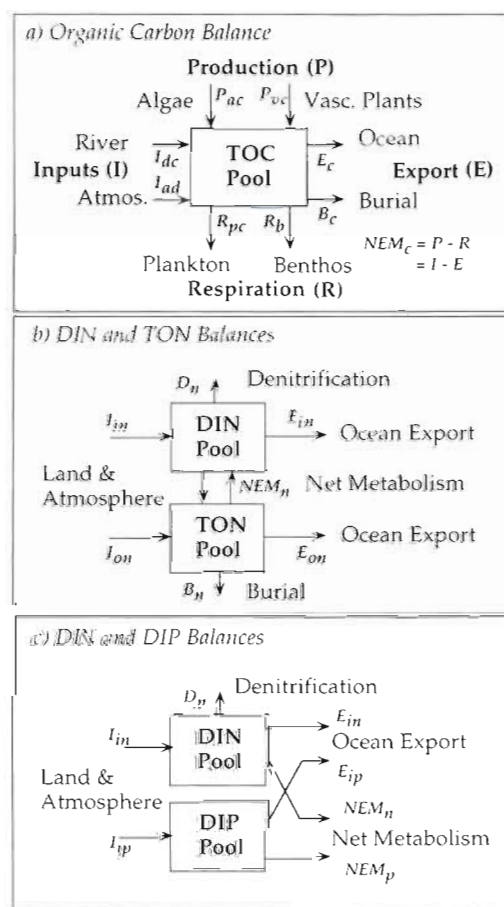 a) Organic Carbon Balance
Production (P)
Algae P_ac P_vc Vasc. Plants
River I_dc TOC Pool E_c Ocean
Inputs (I) Export (E)
Atmos. I_ad B_c Burial
R_pc R_b
Plankton Benthos
Respiration (R)
NEM_c = P - R
= I - E
b) DIN and TON Balances
D_n Denitrification
I_in DIN Pool E_in Ocean Export
Land & Atmosphere NEM_n Net Metabolism
I_on TON Pool E_on Ocean Export
B_n Burial
c) DIN and DIP Balances
D_n Denitrification
I_in DIN Pool E_in
Ocean Export
E_ip
Land & Atmosphere
I_ip DIP Pool NEM_n
Net Metabolism
NEM_p